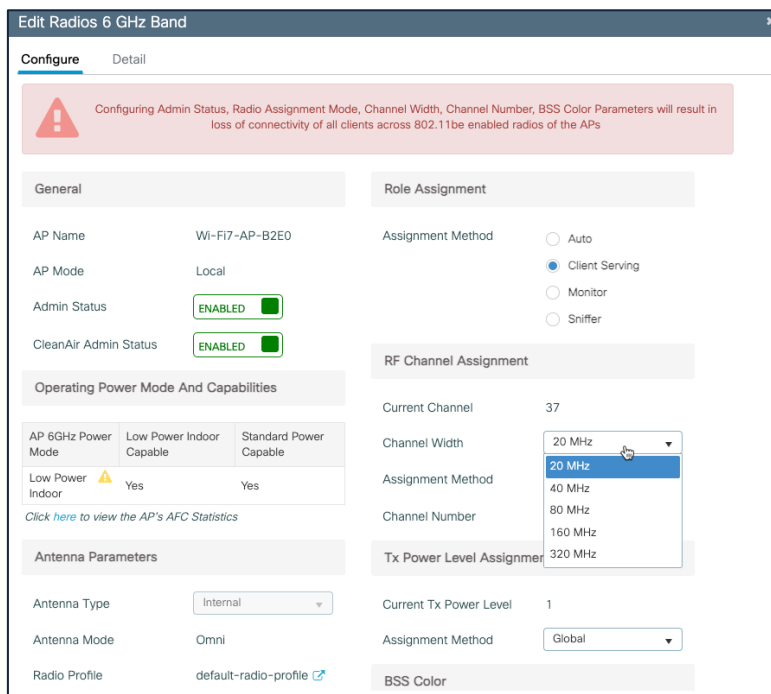 Edit Radios 6 GHz Band
Configure
Detail
Configuring Admin Status, Radio Assignment Mode, Channel Width, Channel Number, BSS Color Parameters will result in
loss of connectivity of all clients across 802.11be enabled radios of the APs
General
AP Name Wi-Fi7-AP-B2E0
AP Mode Local
Admin Status ENABLED
CleanAir Admin Status ENABLED
Operating Power Mode And Capabilities
AP 6GHz Power Mode
Low Power Indoor Capable
Standard Power Capable
Low Power Indoor
Yes
Yes
Click here to view the AP's AFC Statistics
Antenna Parameters
Antenna Type Internal
Antenna Mode Omni
Radio Profile default-radio-profile
Role Assignment
Assignment Method
Auto
Client Serving
Monitor
Sniffer
RF Channel Assignment
Current Channel 37
Channel Width 20 MHz
20 MHz
40 MHz
80 MHz
160 MHz
320 MHz
Assignment Method
Channel Number
Tx Power Level Assignmen
Current Tx Power Level 1
Assignment Method Global
BSS Color